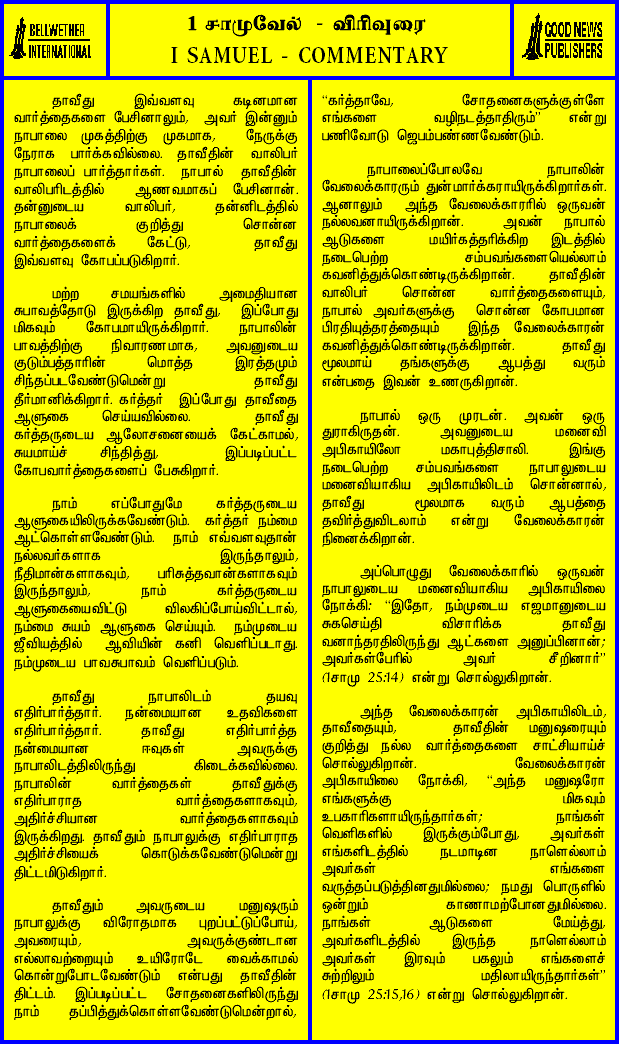 BELLWETHER
INTERNATIONAL
1 சாமுவேல் - விரிவுரை
I SAMUEL - COMMENTARY
GOOD NEWS
PUBLISHERS
தாவீது இவ்வளவு கடினமான
வார்த்தைகளை பேசினாலும், அவர் இன்னும்
நாபாலை முகத்திற்கு முகமாக, நேருக்கு
நேராக பார்க்கவில்லை. தாவீதின் வாலிபர்
நாபாலைப் பார்த்தார்கள். நாபால் தாவீதின்
வாலிபரிடத்தில் ஆணவமாகப் பேசினான்.
தன்னுடைய வாலிபர், தன்னிடத்தில்
நாபாலைக் குறித்து சொன்ன
வார்த்தைகளைக் கேட்டு, தாவீது
இவ்வளவு கோபப்படுகிறார்.
மற்ற சமயங்களில் அமைதியான
சுபாவத்தோடு இருக்கிற தாவீது, இப்போது
மிகவும் கோபமாயிருக்கிறார். நாபாலின்
பாவத்திற்கு நிவாரணமாக, அவனுடைய
குடும்பத்தாரின் மொத்த இரத்தமும்
சிந்தப்படவேண்டுமென்று தாவீது
தீர்மானிக்கிறார். கர்த்தர் இப்போது தாவீதை
ஆளுகை செய்யவில்லை. தாவீது
கர்த்தருடைய ஆலோசனையைக் கேட்காமல்,
சுயமாய்ச் சிந்தித்து, இப்படிப்பட்ட
கோபவார்த்தைகளைப் பேசுகிறார்.
நாம் எப்போதுமே கர்த்தருடைய
ஆளுகையிலிருக்கவேண்டும். கர்த்தர் நம்மை
ஆட்கொள்ளவேண்டும். நாம் எவ்வளவுதான்
நல்லவர்களாக இருந்தாலும்,
நீதிமான்களாகவும், பரிசுத்தவான்களாகவும்
இருந்தாலும், நாம் கர்த்தருடைய
ஆளுகையைவிட்டு விலகிப்போய்விட்டால்,
நம்மை சுயம் ஆளுகை செய்யும். நம்முடைய
ஜீவியத்தில் ஆவியின் கனி வெளிப்படாது.
நம்முடைய பாவசுபாவம் வெளிப்படும்.
தாவீது நாபாலிடம் தயவு
எதிர்பார்த்தார். நன்மையான உதவிகளை
எதிர்பார்த்தார். தாவீது எதிர்பார்த்த
நன்மையான ஈவுகள் அவருக்கு
நாபாலிடத்திலிருந்து கிடைக்கவில்லை.
நாபாலின் வார்த்தைகள் தாவீதுக்கு
எதிர்பாராத வார்த்தைகளாகவும்,
அதிர்ச்சியான வார்த்தைகளாகவும்
இருக்கிறது. தாவீதும் நாபாலுக்கு எதிர்பாராத
அதிர்ச்சியைக் கொடுக்கவேண்டுமென்று
திட்டமிடுகிறார்.
தாவீதும் அவருடைய மனுஷரும்
நாபாலுக்கு விரோதமாக புறப்பட்டுப்போய்,
அவரையும், அவருக்குண்டான
எல்லாவற்றையும் உயிரோடே வைக்காமல்
கொன்றுபோடவேண்டும் என்பது தாவீதின்
திட்டம். இப்படிப்பட்ட சோதனைகளிலிருந்து
நாம் தப்பித்துக்கொள்ளவேண்டுமென்றால்,
“கர்த்தாவே, சோதனைகளுக்குள்ளே
எங்களை வழிநடத்தாதிரும்” என்று
பணிவோடு ஜெபம்பண்ணவேண்டும்.
நாபாலைப்போலவே நாபாலின்
வேலைக்காரரும் துன்மார்க்கராயிருக்கிறார்கள்.
ஆனாலும் அந்த வேலைக்காரரில் ஒருவன்
நல்லவனாயிருக்கிறான். அவன் நாபால்
ஆடுகளை மயிர்கத்தரிக்கிற இடத்தில்
நடைபெற்ற சம்பவங்களையெல்லாம்
கவனித்துக்கொண்டிருக்கிறான். தாவீதின்
வாலிபர் சொன்ன வார்த்தைகளையும்,
நாபால் அவர்களுக்கு சொன்ன கோபமான
பிரதியுத்தரத்தையும் இந்த வேலைக்காரன்
கவனித்துக்கொண்டிருக்கிறான். தாவீது
மூலமாய் தங்களுக்கு ஆபத்து வரும்
என்பதை இவன் உணருகிறான்.
நாபால் ஒரு முரடன். அவன் ஒரு
துராகிருதன். அவனுடைய மனைவி
அபிகாயிலோ மகாபுத்திசாலி. இங்கு
நடைபெற்ற சம்பவங்களை நாபாலுடைய
மனைவியாகிய அபிகாயிலிடம் சொன்னால்,
தாவீது மூலமாக வரும் ஆபத்தை
தவிர்த்துவிடலாம் என்று வேலைக்காரன்
நினைக்கிறான்.
அப்பொழுது வேலைக்காரில் ஒருவன்
நாபாலுடைய மனைவியாகிய அபிகாயிலை
நோக்கி: “இதோ, நம்முடைய எஜமானுடைய
சுகசெய்தி விசாரிக்க தாவீது
வனாந்தரதிலிருந்து ஆட்களை அனுப்பினான்;
அவர்கள்பேரில் அவர் சீறினார்”
(1சாமு 25:14) என்று சொல்லுகிறான்.
அந்த வேலைக்காரன் அபிகாயிலிடம்,
தாவீதையும், தாவீதின் மனுஷரையும்
குறித்து நல்ல வார்த்தைகளை சாட்சியாய்ச்
சொல்லுகிறான். வேலைக்காரன்
அபிகாயிலை நோக்கி, “அந்த மனுஷரோ
எங்களுக்கு மிகவும்
உபகாரிகளாயிருந்தார்கள்; நாங்கள்
வெளிகளில் இருக்கும்போது, அவர்கள்
எங்களிடத்தில் நடமாடின நாளெல்லாம்
அவர்கள் எங்களை
வருத்தப்படுத்தினதுமில்லை; நமது பொருளில்
ஒன்றும் காணாமற்போனதுமில்லை.
நாங்கள் ஆடுகளை மேய்த்து,
அவர்களிடத்தில் இருந்த நாளெல்லாம்
அவர்கள் இரவும் பகலும் எங்களைச்
சுற்றிலும் மதிலாயிருந்தார்கள்”
(1சாமு 25:15,16) என்று சொல்லுகிறான்.